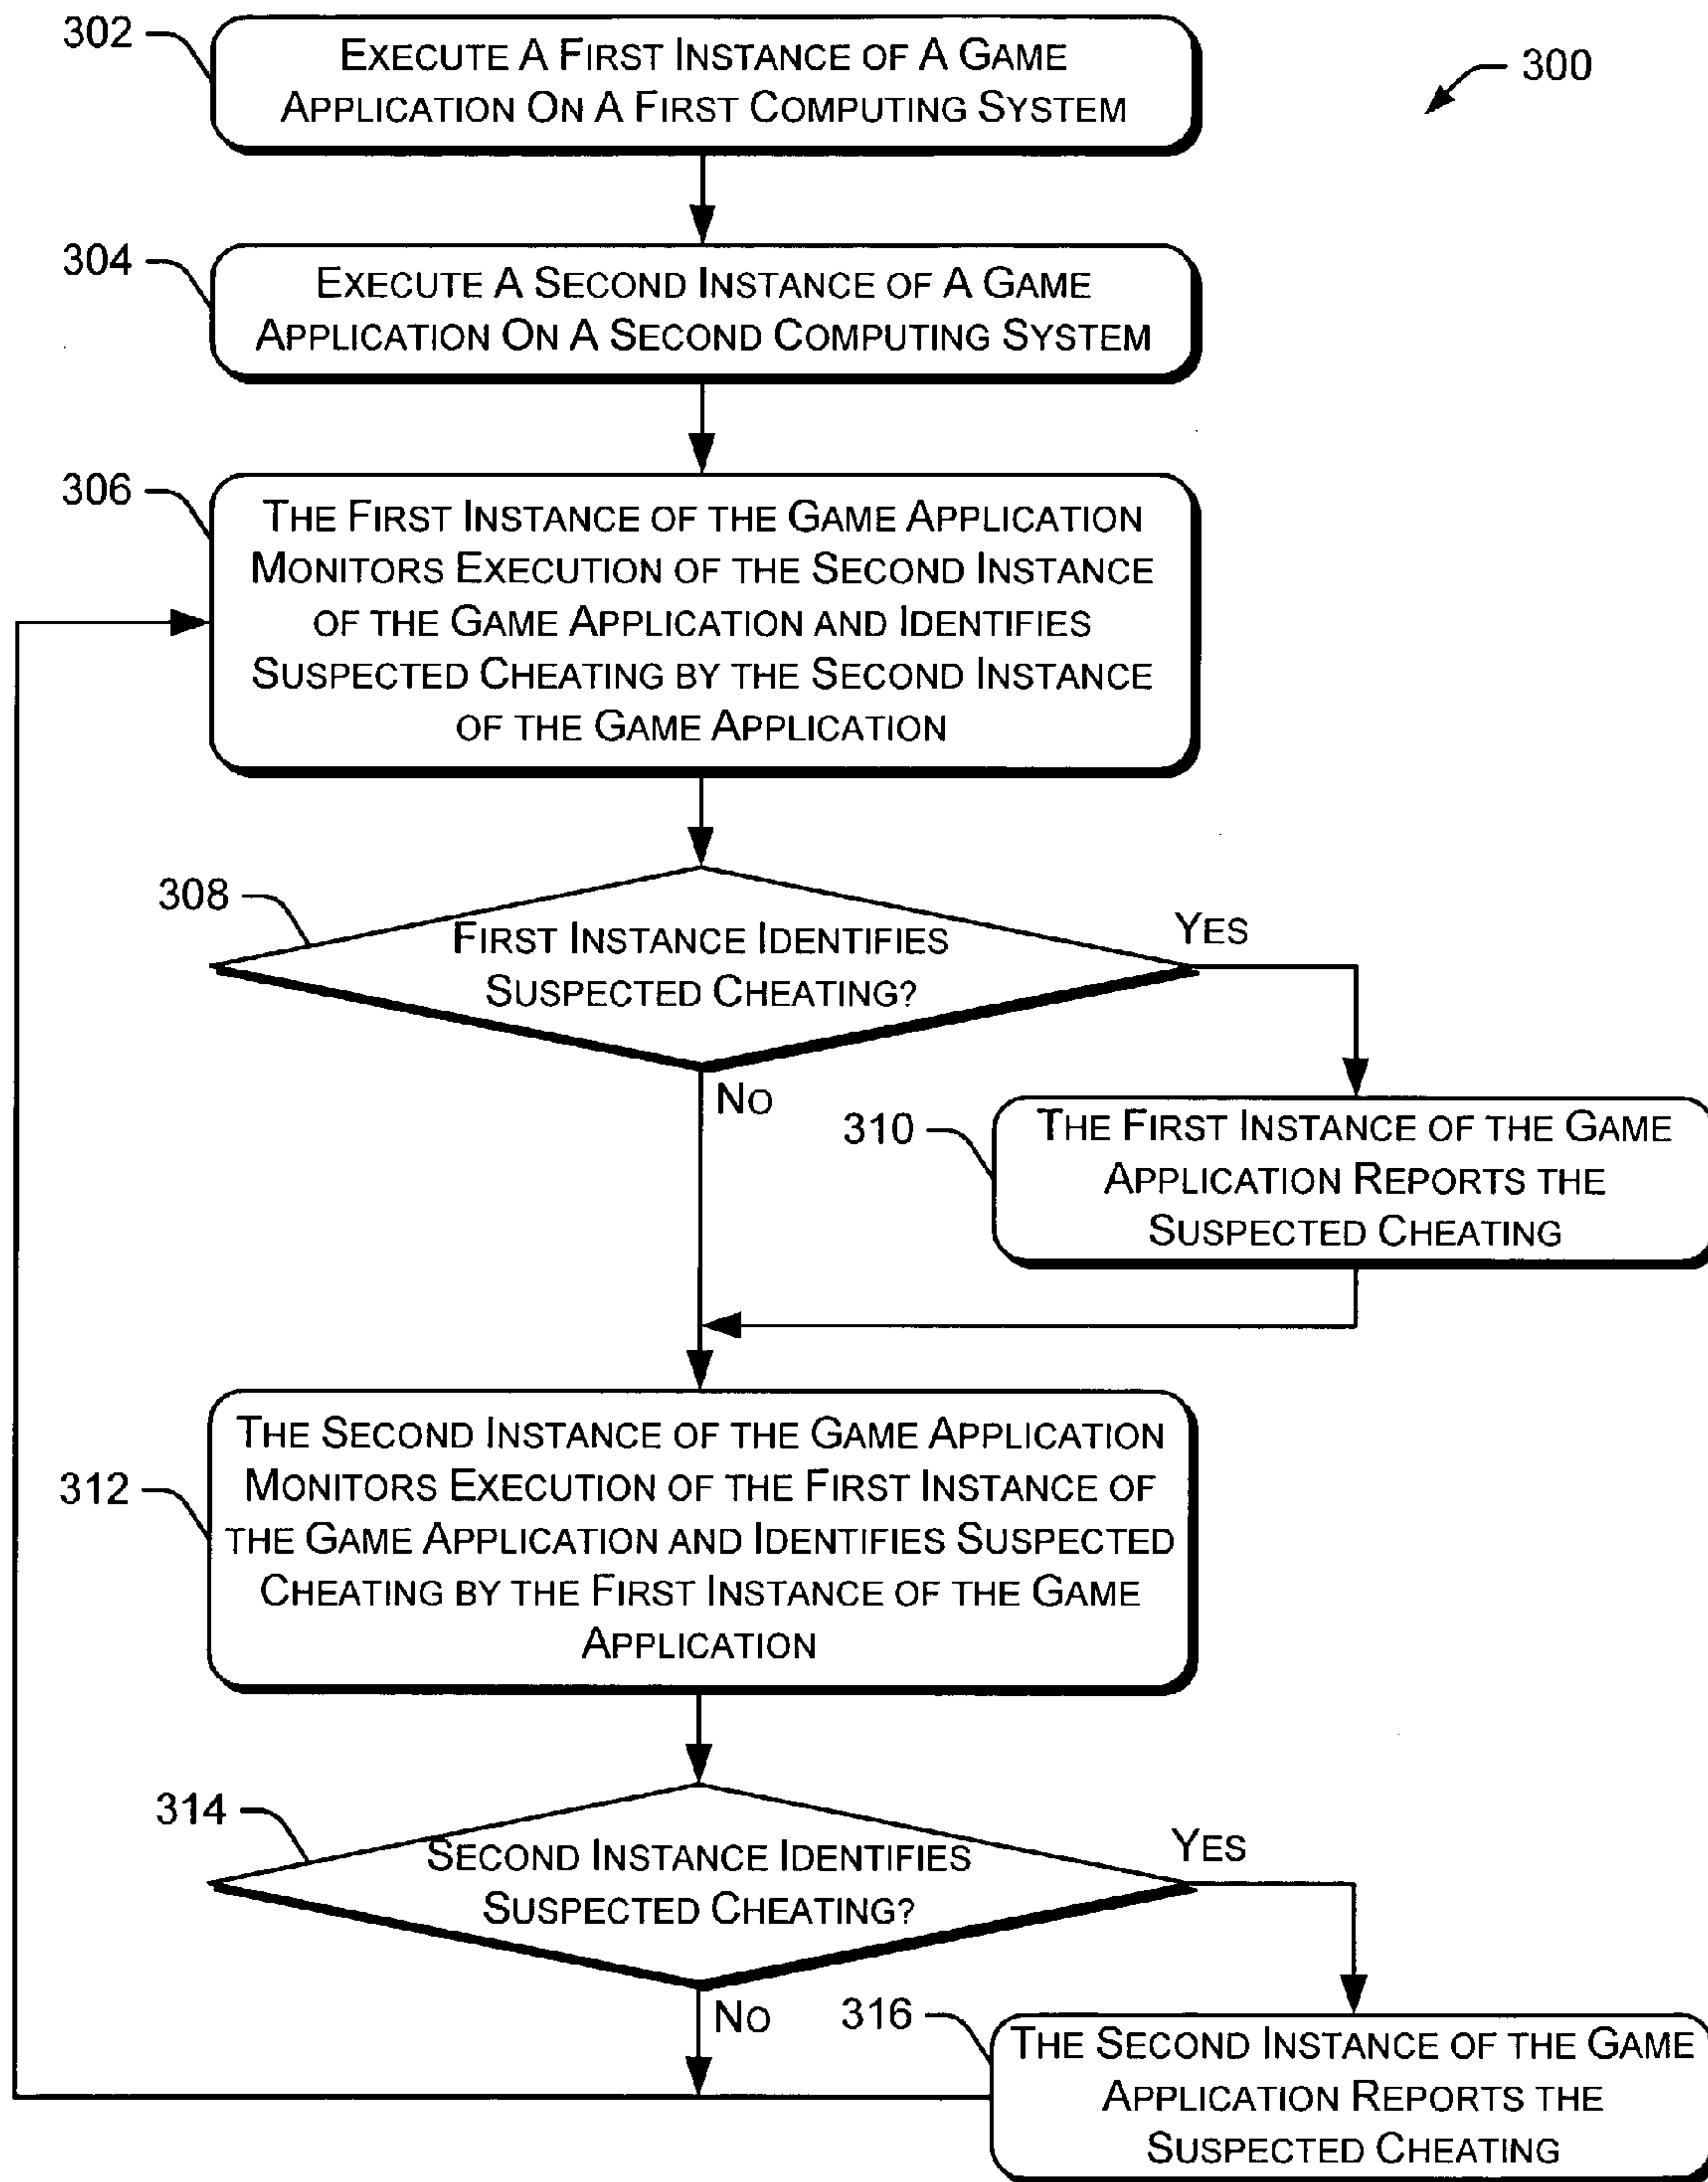 302
EXECUTE A FIRST INSTANCE OF A GAME
APPLICATION ON A FIRST COMPUTING SYSTEM
300
304
EXECUTE A SECOND INSTANCE OF A GAME
APPLICATION ON A SECOND COMPUTING SYSTEM
306
THE FIRST INSTANCE OF THE GAME APPLICATION
MONITORS EXECUTION OF THE SECOND INSTANCE
OF THE GAME APPLICATION AND IDENTIFIES
SUSPECTED CHEATING BY THE SECOND INSTANCE
OF THE GAME APPLICATION
308
FIRST INSTANCE IDENTIFIES
SUSPECTED CHEATING?
YES
NO
310
THE FIRST INSTANCE OF THE GAME
APPLICATION REPORTS THE
SUSPECTED CHEATING
312
THE SECOND INSTANCE OF THE GAME APPLICATION
MONITORS EXECUTION OF THE FIRST INSTANCE OF
THE GAME APPLICATION AND IDENTIFIES SUSPECTED
CHEATING BY THE FIRST INSTANCE OF THE GAME
APPLICATION
314
SECOND INSTANCE IDENTIFIES
SUSPECTED CHEATING?
YES
NO
316
THE SECOND INSTANCE OF THE GAME
APPLICATION REPORTS THE
SUSPECTED CHEATING